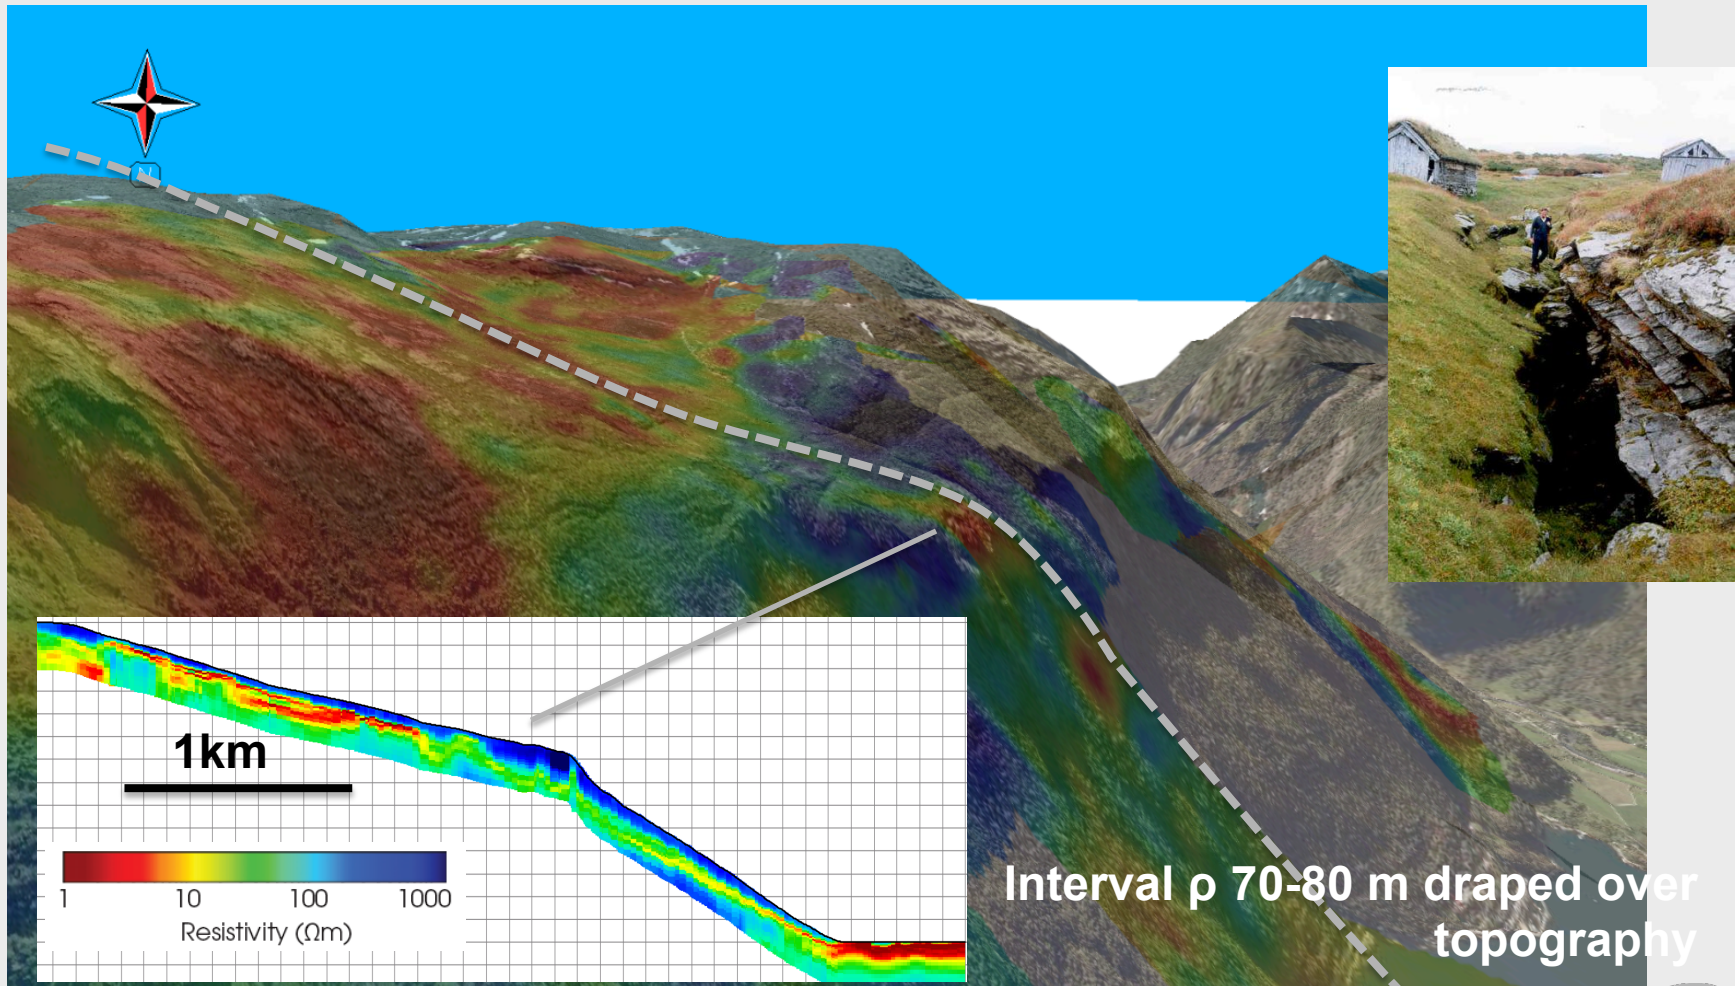 N
1km
1 10 100 1000
Resistivity (Ωm)
Interval ρ 70-80 m draped over
topography